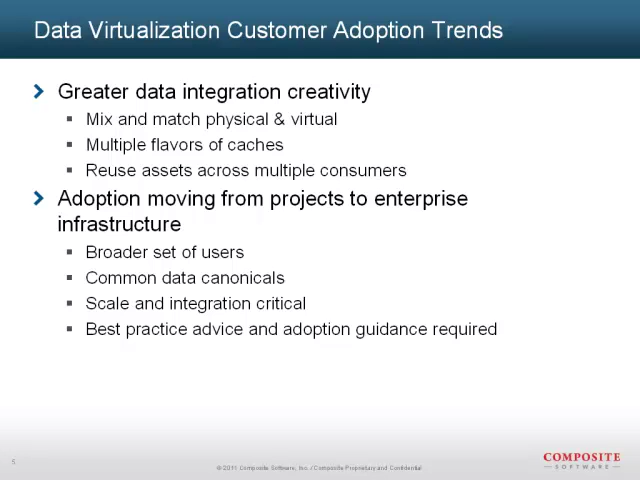 Data Virtualization Customer Adoption Trends
Greater data integration creativity
Mix and match physical & virtual
Multiple flavors of caches
Reuse assets across multiple consumers
Adoption moving from projects to enterprise
infrastructure
Broader set of users
Common data canonicals
Scale and integration critical
Best practice advice and adoption guidance required
5
© 2011 Composite Software, Inc. / Composite Proprietary and Confidential
COMPOSITE
SOFTWARE